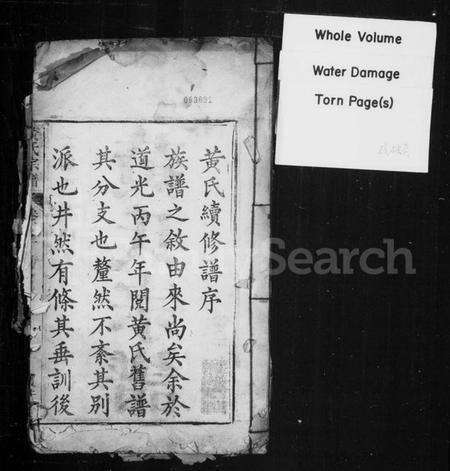 Whole Volume
Water Damage
Torn Page(s)
黃氏續修譜序
族譜之敘由來尚矣余於
道光丙午年閱黃氏舊譜
其分支也釐然不紊其別
派也井然有條其垂訓後
Search